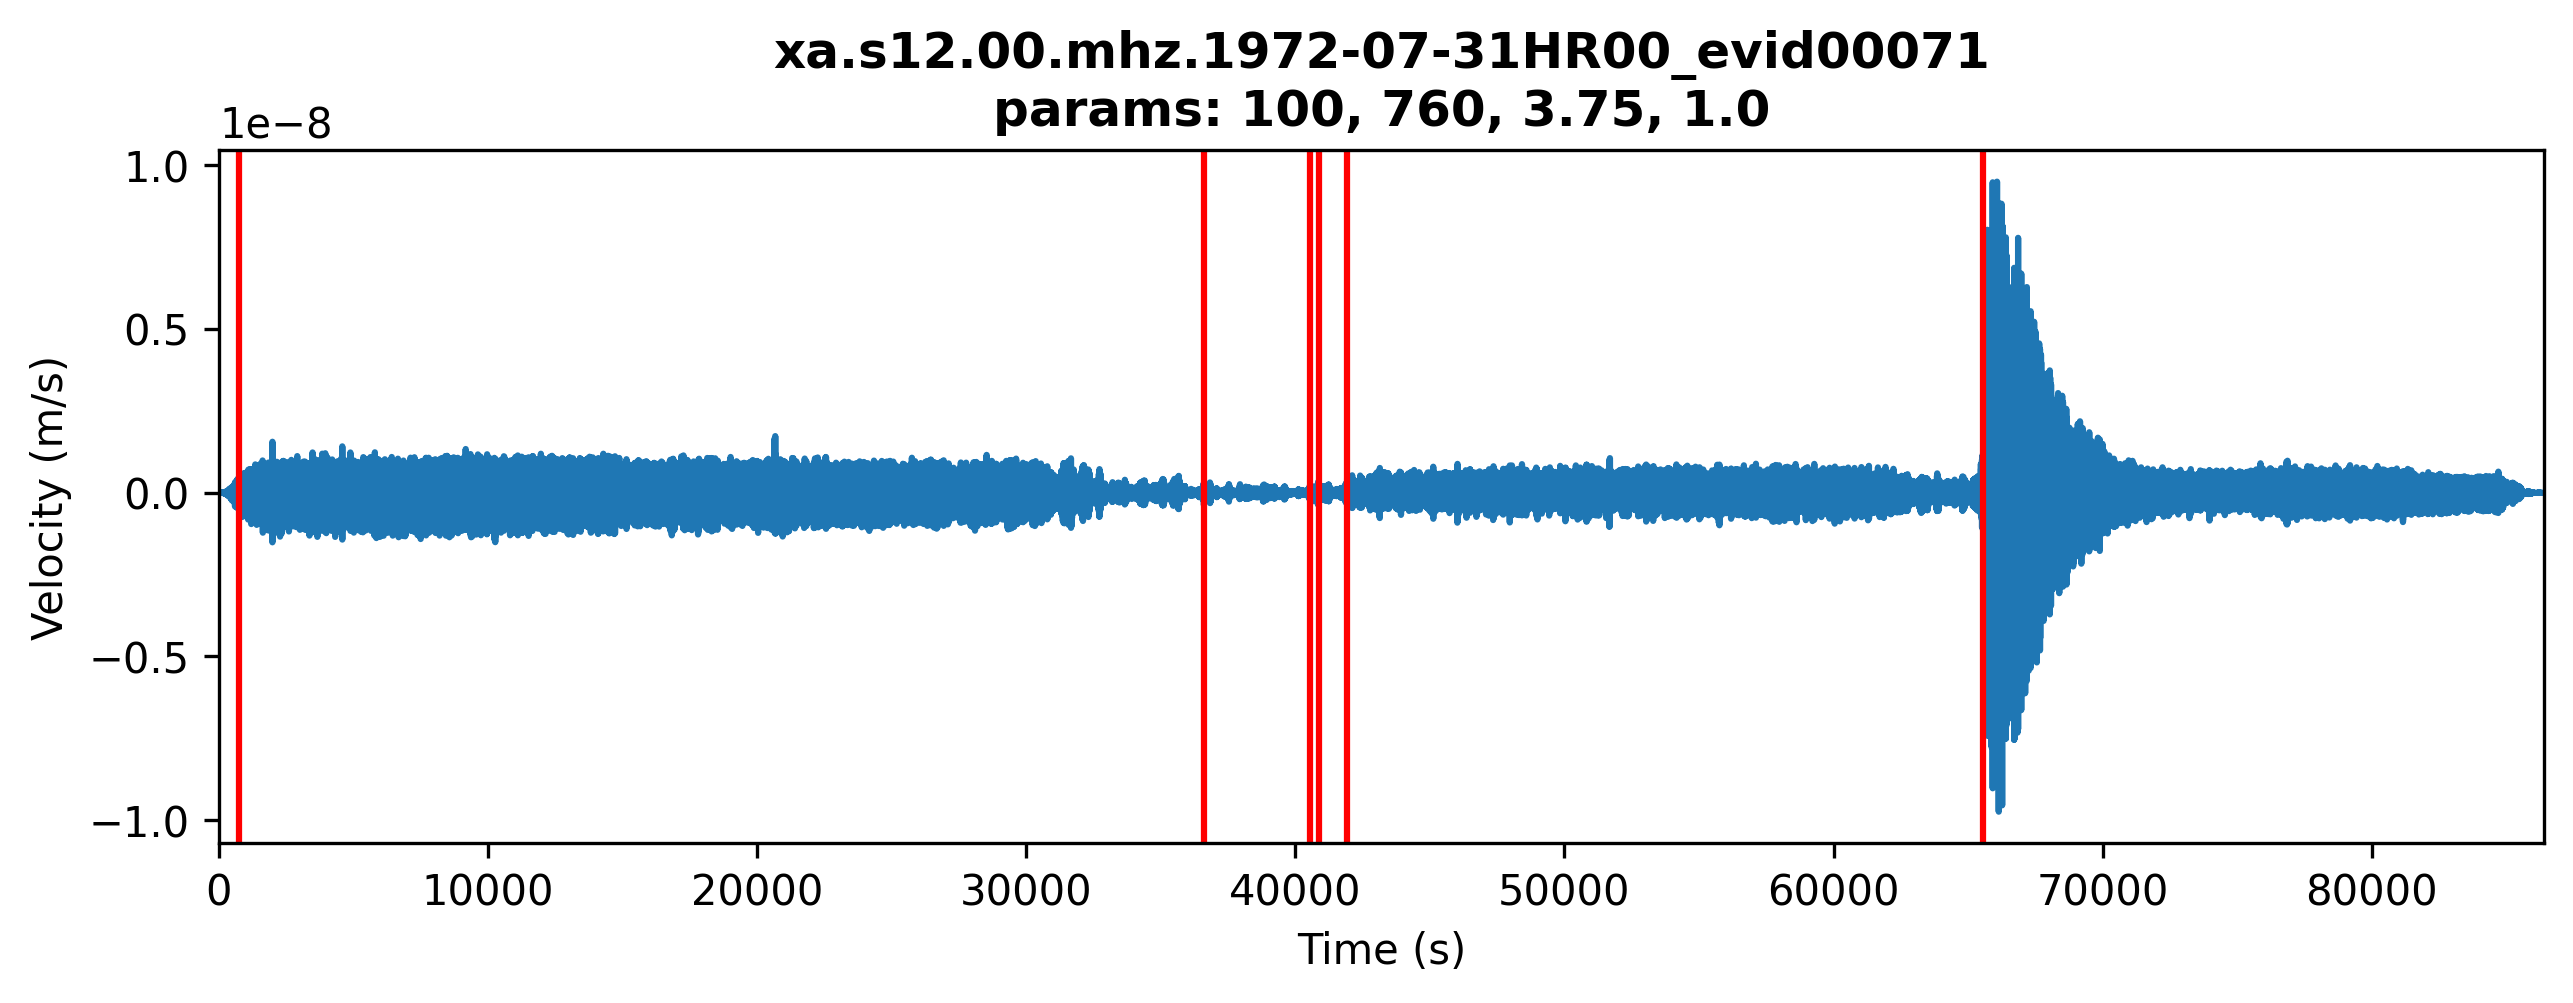 xa.s12.00.mhz.1972-07-31HR00_evid00071
params: 100, 760, 3.75, 1.0
1e−8
1.0
0.5
0.0
−0.5
−1.0
Velocity (m/s)
0 10000 20000 30000 40000 50000 60000 70000 80000
Time (s)